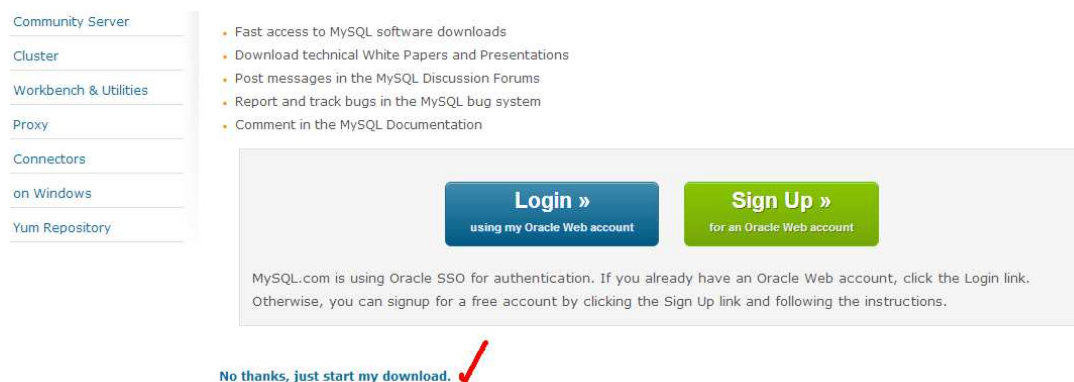 Community Server
Cluster
Workbench & Utilities
Proxy
Connectors
on Windows
Yum Repository
Fast access to MySQL software downloads
Download technical White Papers and Presentations
Post messages in the MySQL Discussion Forums
Report and track bugs in the MySQL bug system
Comment in the MySQL Documentation
Login »
using my Oracle Web account
Sign Up »
for an Oracle Web account
MySQL.com is using Oracle SSO for authentication. If you already have an Oracle Web account, click the Login link.
Otherwise, you can signup for a free account by clicking the Sign Up link and following the instructions.
No thanks, just start my download.